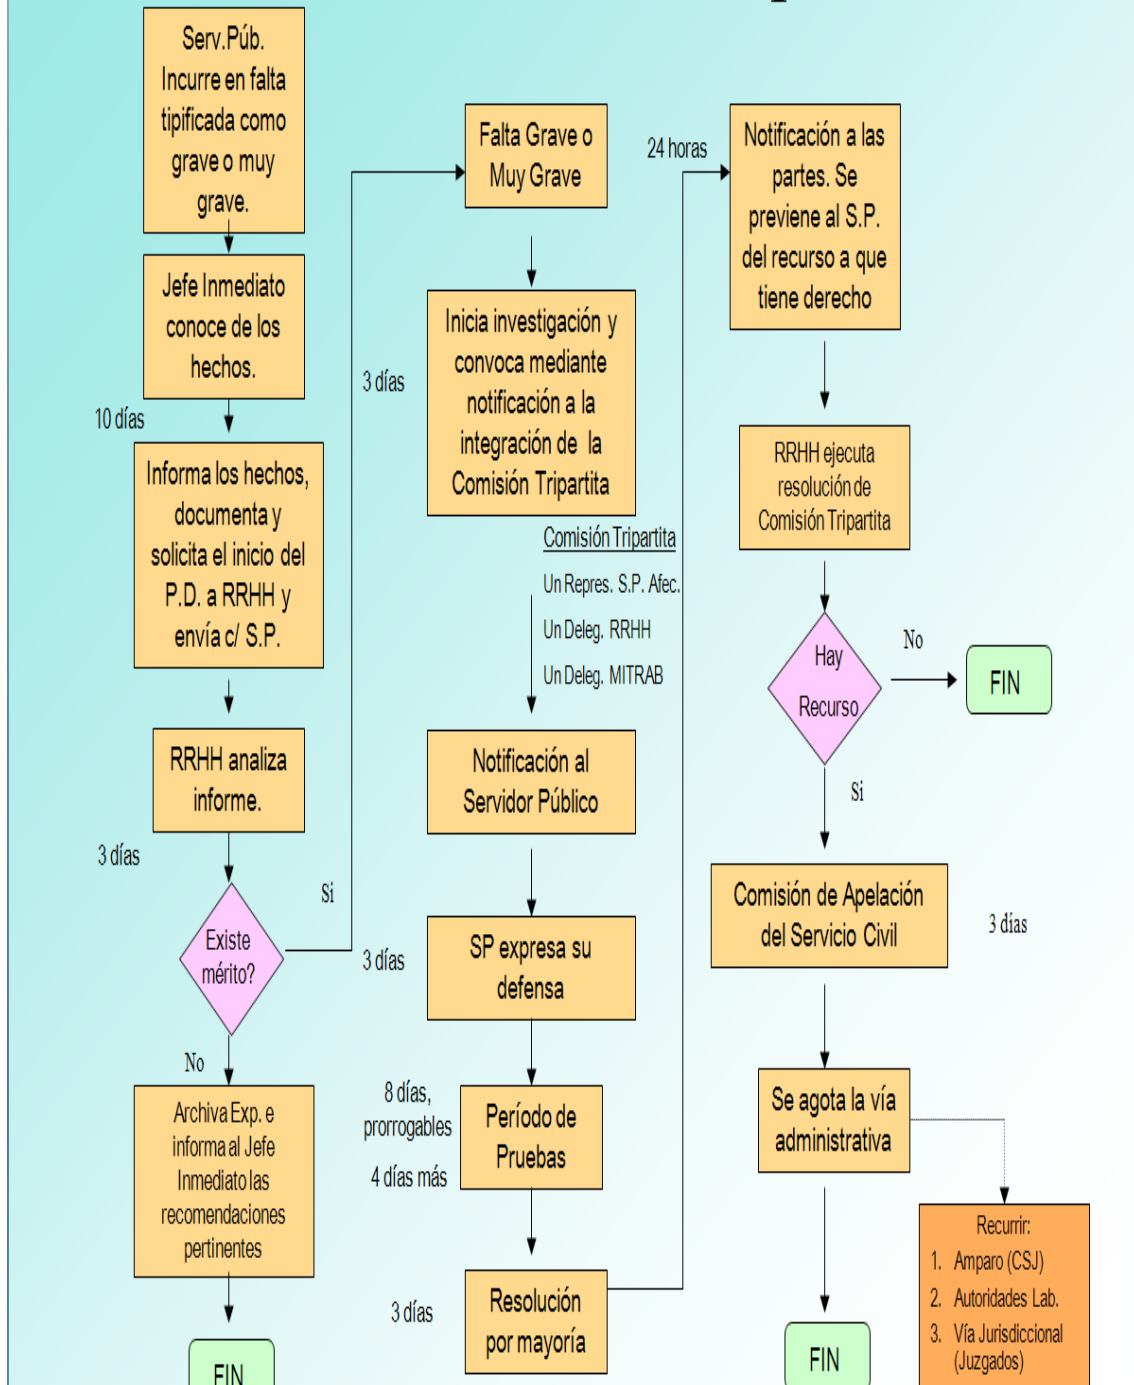 Serv.Púb.
Incurre en falta
tipificada como
grave o muy
grave.
Jefe Inmediato
conoce de los
hechos.
10 días
Informa los hechos,
documenta y
solicita el inicio del
P.D. a RRHH y
envía c/ S.P.
RRHH analiza
informe.
3 días
Existe
mérito?
Si
No
Archiva Exp. e
informa al Jefe
Inmediato las
recomendaciones
pertinentes
FIN
Falta Grave o
Muy Grave
3 días
Inicia investigación y
convoca mediante
notificación a la
integración de la
Comisión Tripartita
Comisión Tripartita
Un Repres. S.P. Afec.
Un Deleg. RRHH
Un Deleg. MITRAB
Notificación al
Servidor Público
3 días
SP expresa su
defensa
8 días,
prorrogables
4 días más
Período de
Pruebas
3 días
Resolución
por mayoría
24 horas
Notificación a las
partes. Se
previene al S.P.
del recurso a que
tiene derecho
RRHH ejecuta
resolución de
Comisión Tripartita
Hay
Recurso
No
FIN
Si
Comisión de Apelación
del Servicio Civil
3 días
Se agota la vía
administrativa
FIN
Recurrir:
1. Amparo (CSJ)
2. Autoridades Lab.
3. Vía Jurisdiccional
(Juzgados)